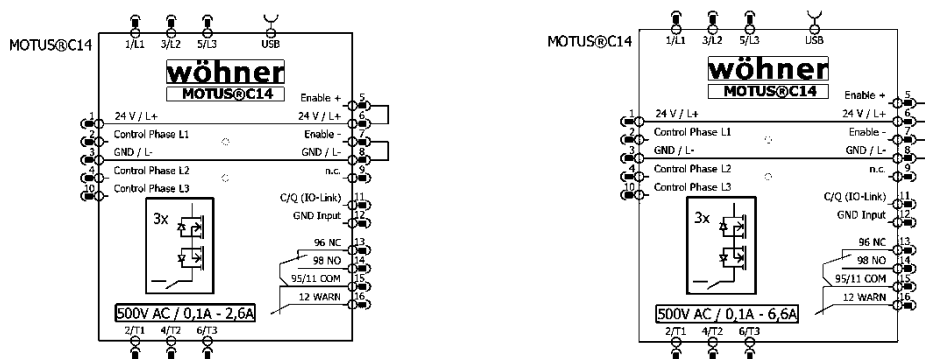 MOTUS®C14
1/L1 3/L2 5/L3 USB
wöhner
MOTUS®C14
Enable + 5
1 24 V / L+ 24 V / L+ 6
2 Control Phase L1 Enable - 7
3 GND / L- GND / L- 8
4 Control Phase L2 n.c. 9
10 Control Phase L3
C/Q (IO-Link) 11
GND Input 12
3x
96 NC 13
98 NO 14
95/11 COM 15
12 WARN 16
500V AC / 0,1A - 2,6A
2/T1 4/T2 6/T3
MOTUS®C14
1/L1 3/L2 5/L3 USB
wöhner
MOTUS®C14
Enable + 5
1 24 V / L+ 24 V / L+ 6
2 Control Phase L1 Enable - 7
3 GND / L- GND / L- 8
4 Control Phase L2 n.c. 9
10 Control Phase L3
C/Q (IO-Link) 11
GND Input 12
3x
96 NC 13
98 NO 14
95/11 COM 15
12 WARN 16
500V AC / 0,1A - 6,6A
2/T1 4/T2 6/T3